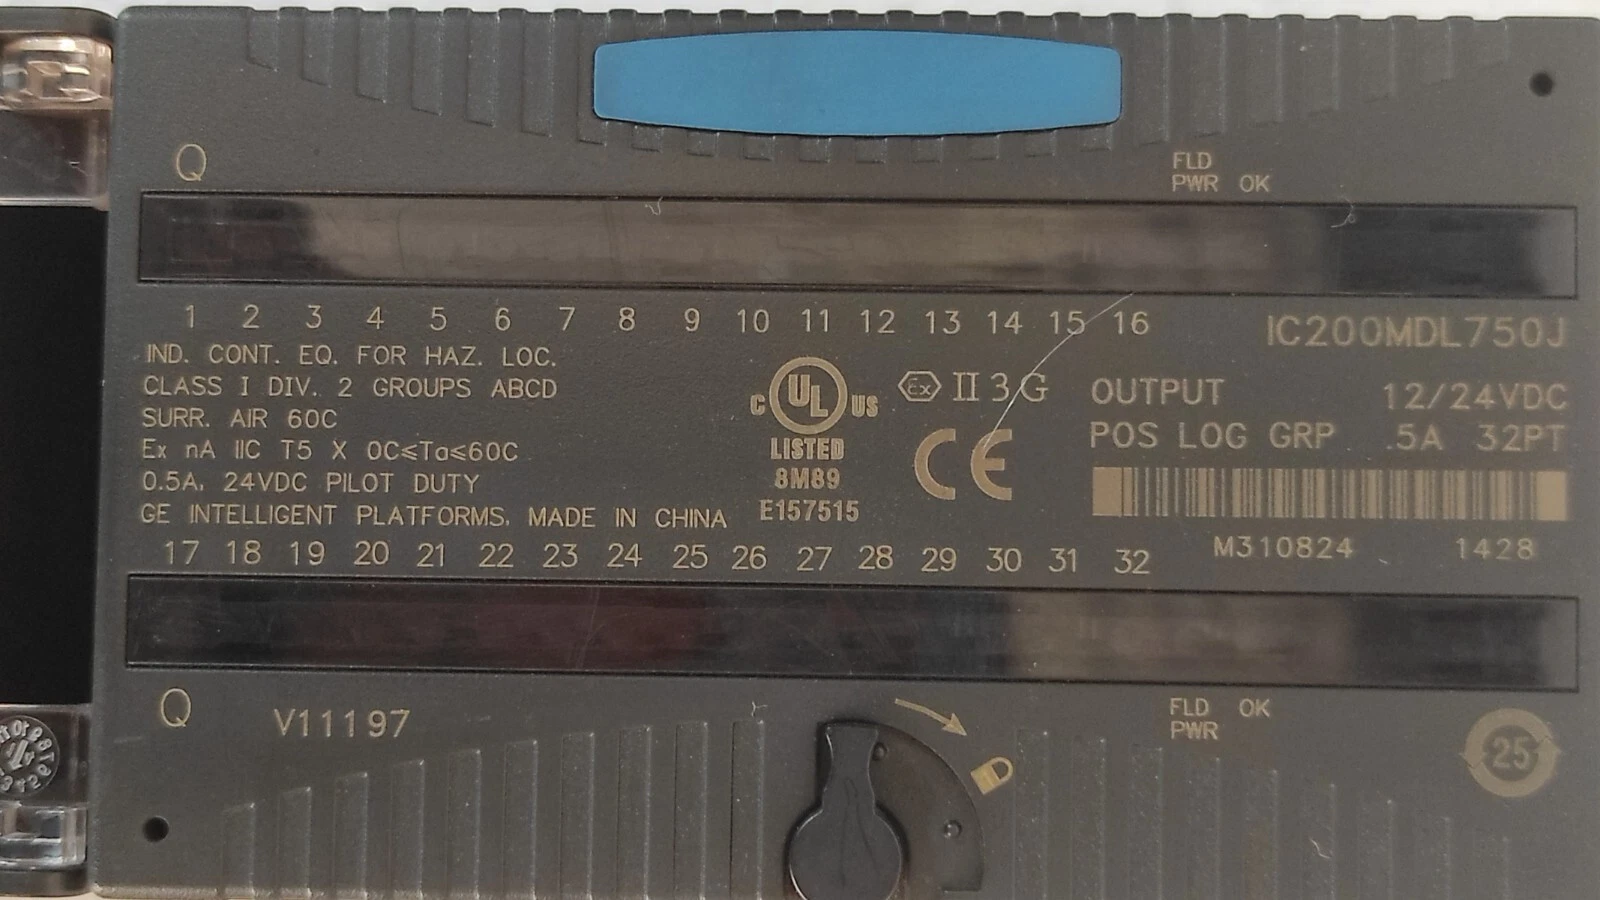 Q
FLD
PWR OK
1 2 3 4 5 6 7 8 9 10 11 12 13 14 15 16
IC200MDL750J
IND. CONT. EQ. FOR HAZ. LOC.
CLASS I DIV. 2 GROUPS ABCD
SURR. AIR 60C
Ex nA IIC T5 X 0C≤Ta≤60C
0.5A, 24VDC PILOT DUTY
GE INTELLIGENT PLATFORMS, MADE IN CHINA
C UL US
LISTED
8M89
E157515
Ex II 3 G
CE
OUTPUT 12/24VDC
POS LOG GRP .5A 32PT
M310824 1428
17 18 19 20 21 22 23 24 25 26 27 28 29 30 31 32
Q
V11197
FLD OK
PWR
25